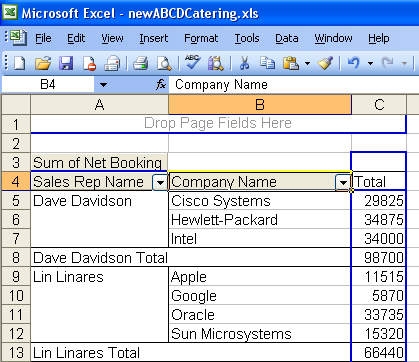 Microsoft Excel - newABCDCatering.xls
File Edit View Insert Format Tools Data Window Help
B4 fx Company Name
A B C
1 Drop Page Fields Here
2
3 Sum of Net Booking
4 Sales Rep Name Company Name Total
5 Dave Davidson Cisco Systems 29825
6 Hewlett-Packard 34875
7 Intel 34000
8 Dave Davidson Total 98700
9 Lin Linares Apple 11515
10 Google 5870
11 Oracle 33735
12 Sun Microsystems 15320
13 Lin Linares Total 66440